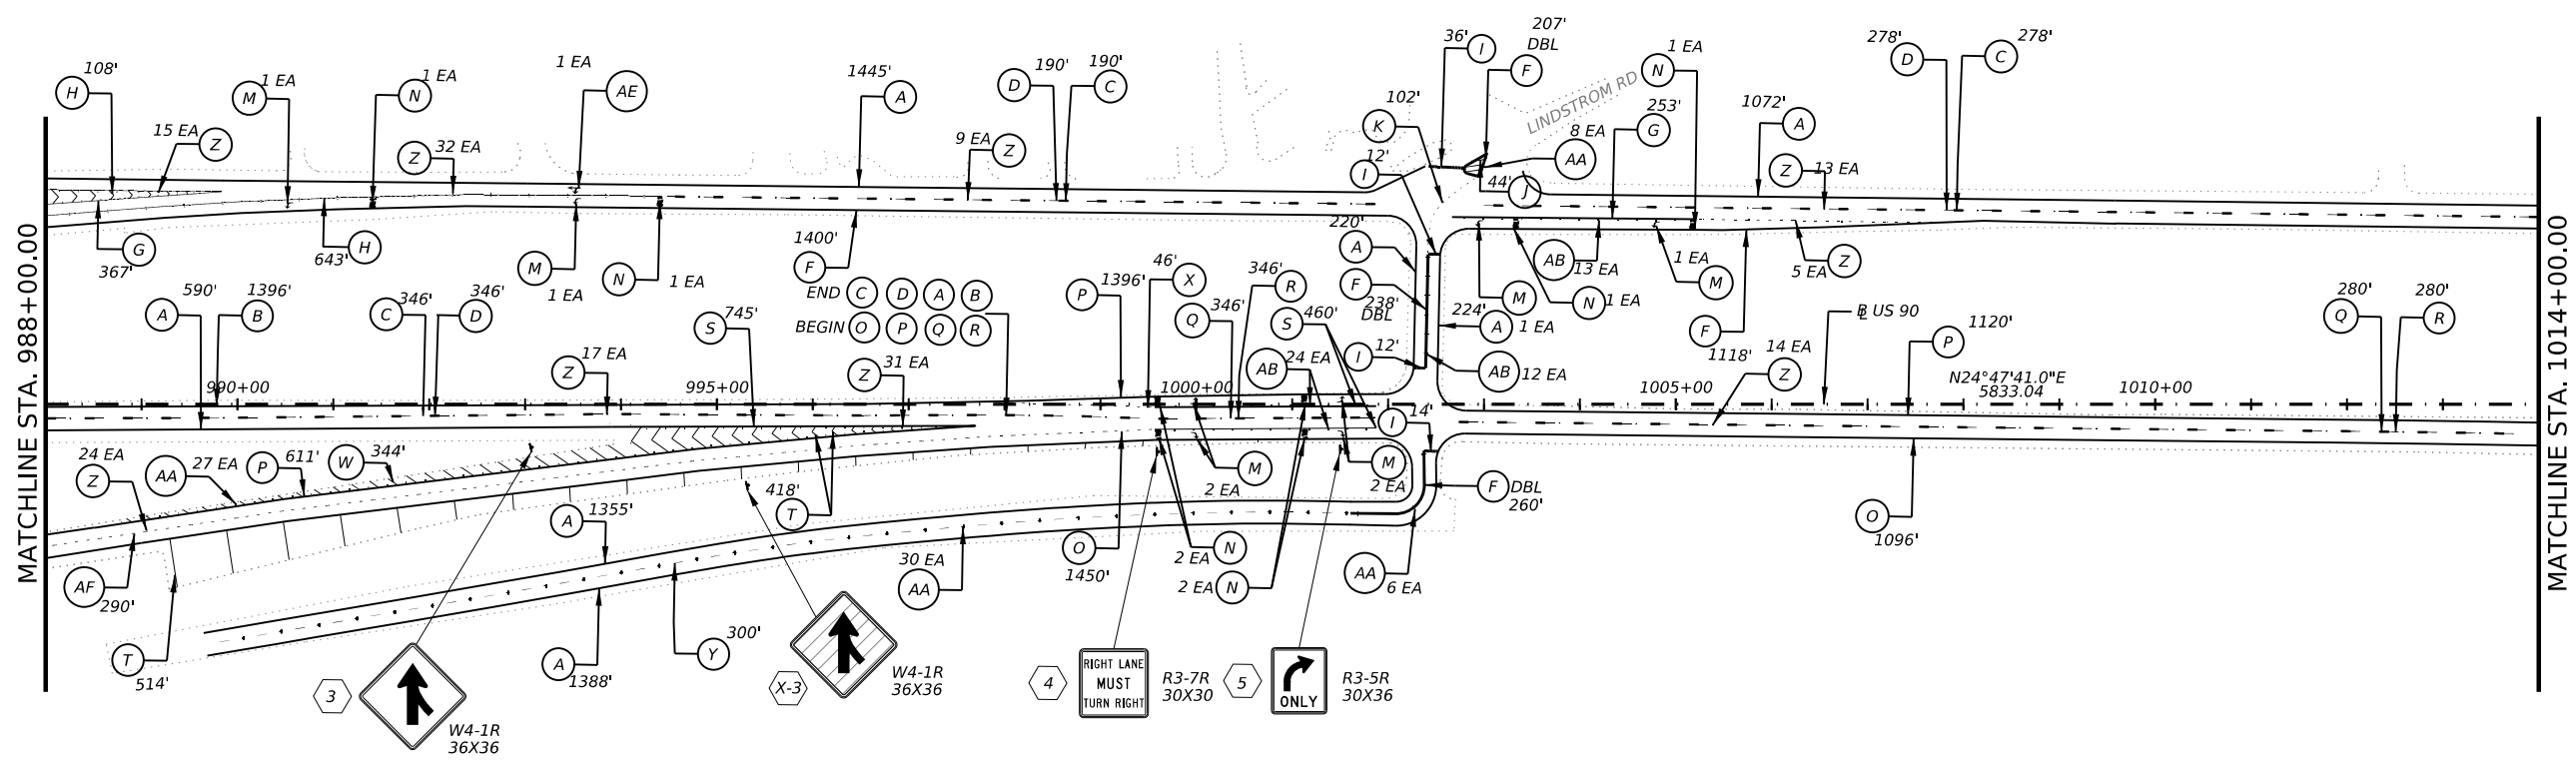 MATCHLINE STA. 988+00.00
108'
H
15 EA
Z
M
1 EA
N
1 EA
Z
32 EA
1 EA
AE
1445'
A
9 EA
Z
D
190'
190'
C
36'
I
207'
DBL
F
1 EA
N
LINDSTROM RD
102'
K
12'
I
8 EA
AA
253'
G
44'
J
1072'
A
Z
13 EA
278'
D
278'
C
367'
G
643'
H
M
1 EA
N
1 EA
1400'
F
220'
A
F
238'
DBL
224'
A
1 EA
M
N
1 EA
AB
13 EA
1 EA
M
5 EA
Z
F
1118'
590'
A
1396'
B
C
346'
346'
D
S
745'
END C D A B
BEGIN O P Q R
P
1396'
46'
X
Q
346'
346'
R
S
460'
AB
24 EA
I
12'
AB
12 EA
17 EA
Z
31 EA
Z
14 EA
Z
B US 90
L
P
1120'
280'
Q
280'
R
990+00
995+00
1000+00
1005+00
1010+00
N24°47'41.0"E
5833.04
24 EA
Z
AA
27 EA
P
611'
W
344'
I
14'
M
2 EA
M
2 EA
F
DBL
260'
A
1355'
418'
T
AF
290'
30 EA
AA
O
1450'
2 EA
N
2 EA
N
AA
6 EA
O
1096'
T
514'
A
1388'
Y
300'
3
W4-1R
36X36
X-3
W4-1R
36X36
4
RIGHT LANE
MUST
TURN RIGHT
R3-7R
30X30
5
ONLY
R3-5R
30X36
MATCHLINE STA. 1014+00.00